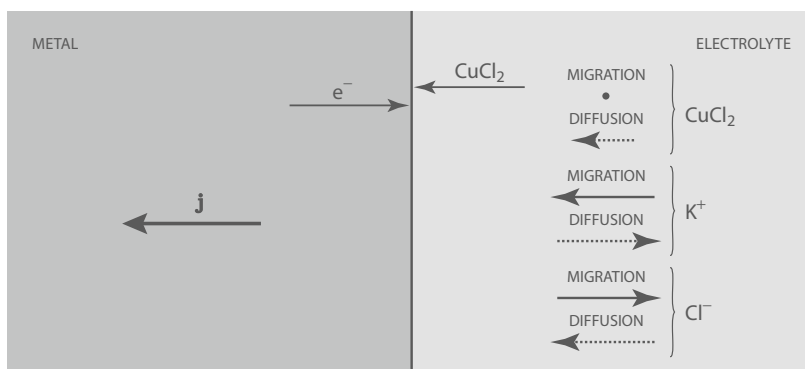 METAL
ELECTROLYTE
e⁻
CuCl₂
MIGRATION
DIFFUSION
CuCl₂
j
MIGRATION
DIFFUSION
K⁺
MIGRATION
DIFFUSION
Cl⁻